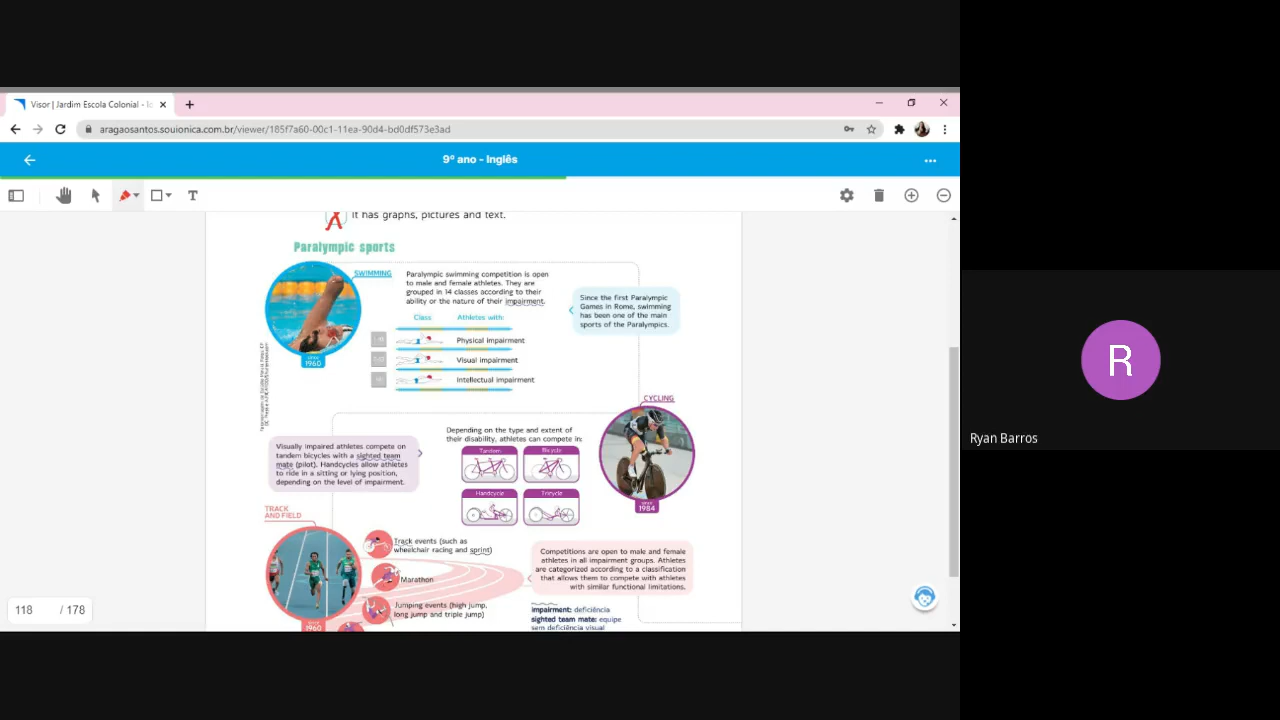 Visor | Jardim Escola Colonial - Io
aragaosantos.souionica.com.br/viewer/185f7a60-00c1-11ea-90d4-bd0df573e3ad
9º ano - Inglês
T
It has graphs, pictures and text.
Paralympic sports
SWIMMING
Paralympic swimming competition is open
to male and female athletes. They are
grouped in 14 classes according to their
ability or the nature of their impairment.
Since the first Paralympic
Games in Rome, swimming
has been one of the main
sports of the Paralympics.
Class
Athletes with:
Physical impairment
Visual impairment
Intellectual impairment
since
1960
CYCLING
Depending on the type and extent of
their disability, athletes can compete in:
Tandem
Bicycle
Handcycle
Tricycle
since
1984
Visually impaired athletes compete on
tandem bicycles with a sighted team
mate (pilot). Handcycles allow athletes
to ride in a sitting or lying position,
depending on the level of impairment.
TRACK
AND FIELD
Track events (such as
wheelchair racing and sprint)
Marathon
Jumping events (high jump,
long jump and triple jump)
since
1960
Competitions are open to male and female
athletes in all impairment groups. Athletes
are categorized according to a classification
that allows them to compete with athletes
with similar functional limitations.
impairment: deficiência
sighted team mate: equipe
sem deficiência visual
118 / 178
R
Ryan Barros